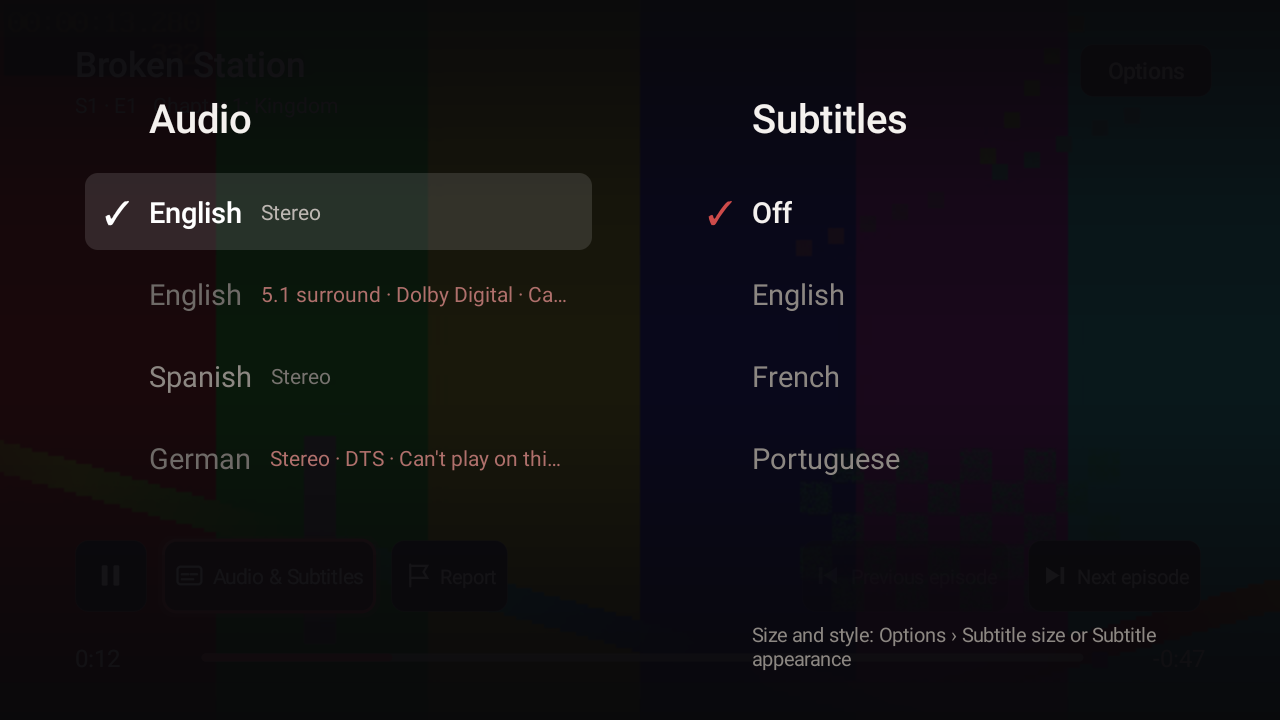 Broken Station
Options
Audio
Subtitles
✓ English Stereo
✓ Off
English 5.1 surround · Dolby Digital · Ca...
English
Spanish Stereo
French
German Stereo · DTS · Can't play on thi...
Portuguese
Audio & Subtitles
Report
Previous episode
Next episode
Size and style: Options › Subtitle size or Subtitle
appearance
0:12
-0:47